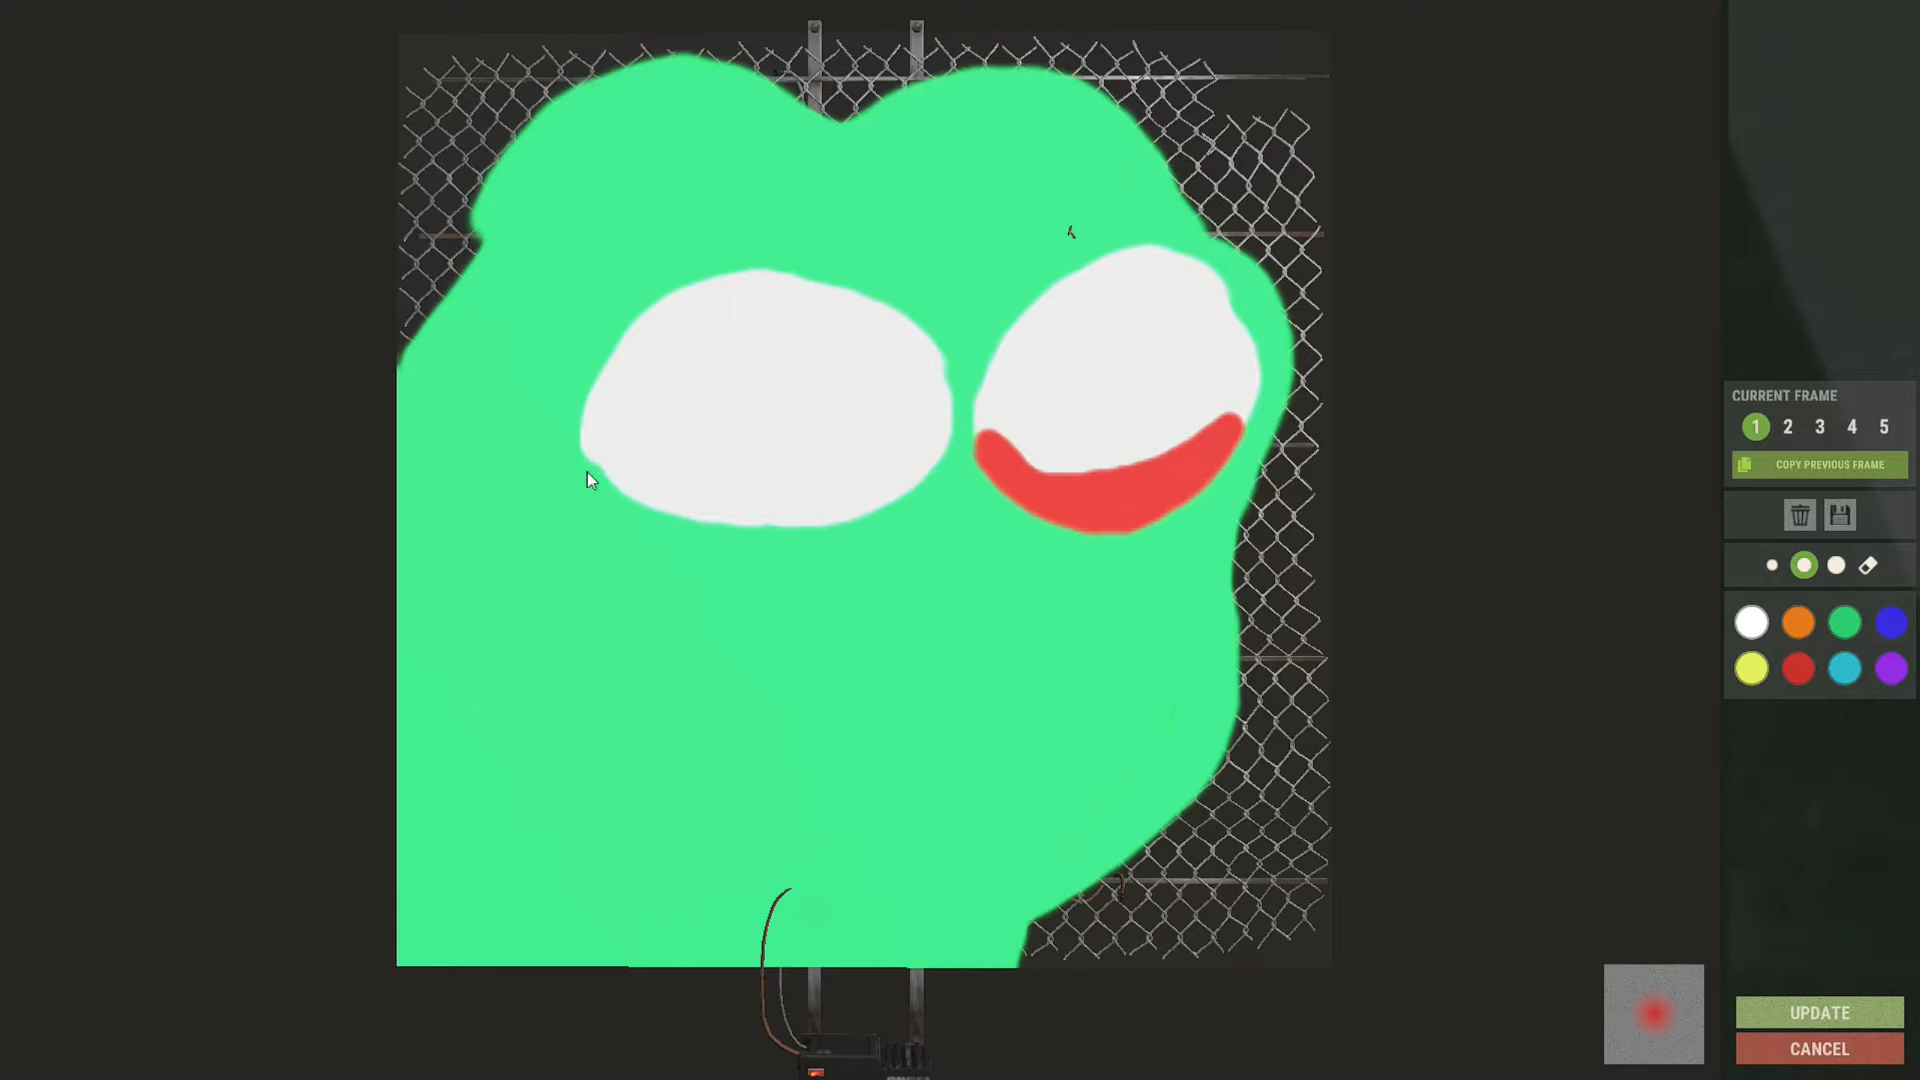 CURRENT FRAME
1 2 3 4 5
COPY PREVIOUS FRAME
UPDATE
CANCEL